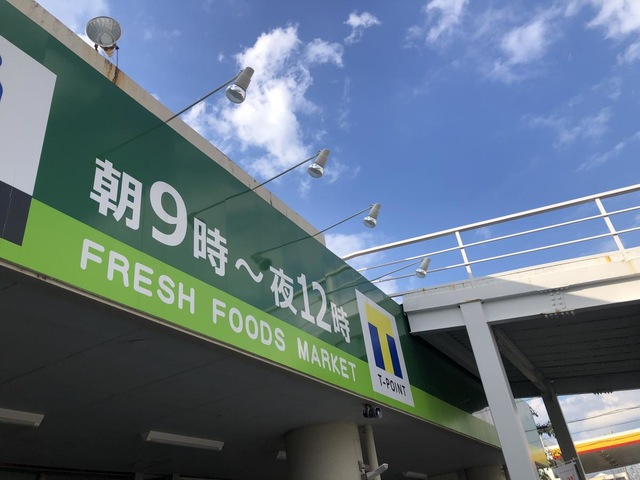 朝9時～夜12時
FRESH FOODS MARKET
T-POINT